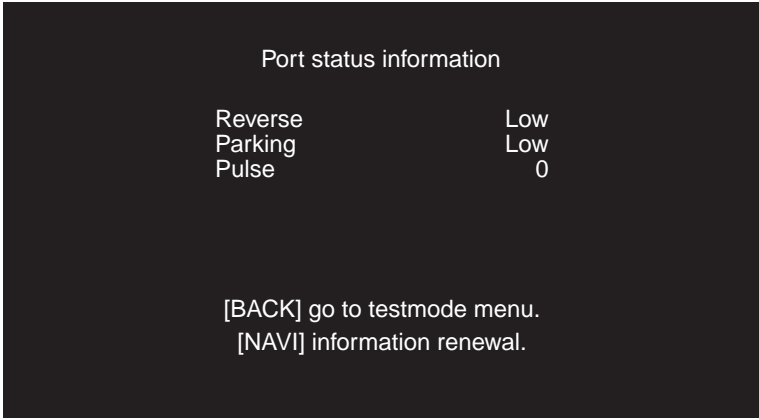 Port status information
Reverse Low
Parking Low
Pulse 0
[BACK] go to testmode menu.
[NAVI] information renewal.